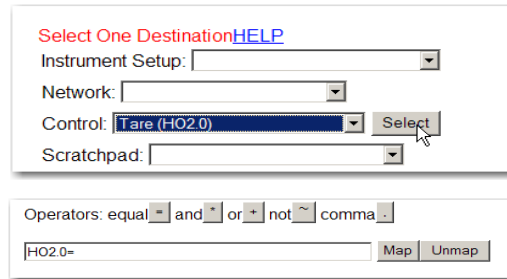 Select One DestinationHELP
Instrument Setup:
Network:
Control: Tare (HO2.0) Select
Scratchpad:
Operators: equal = and * or + not ~ comma .
HO2.0= Map Unmap